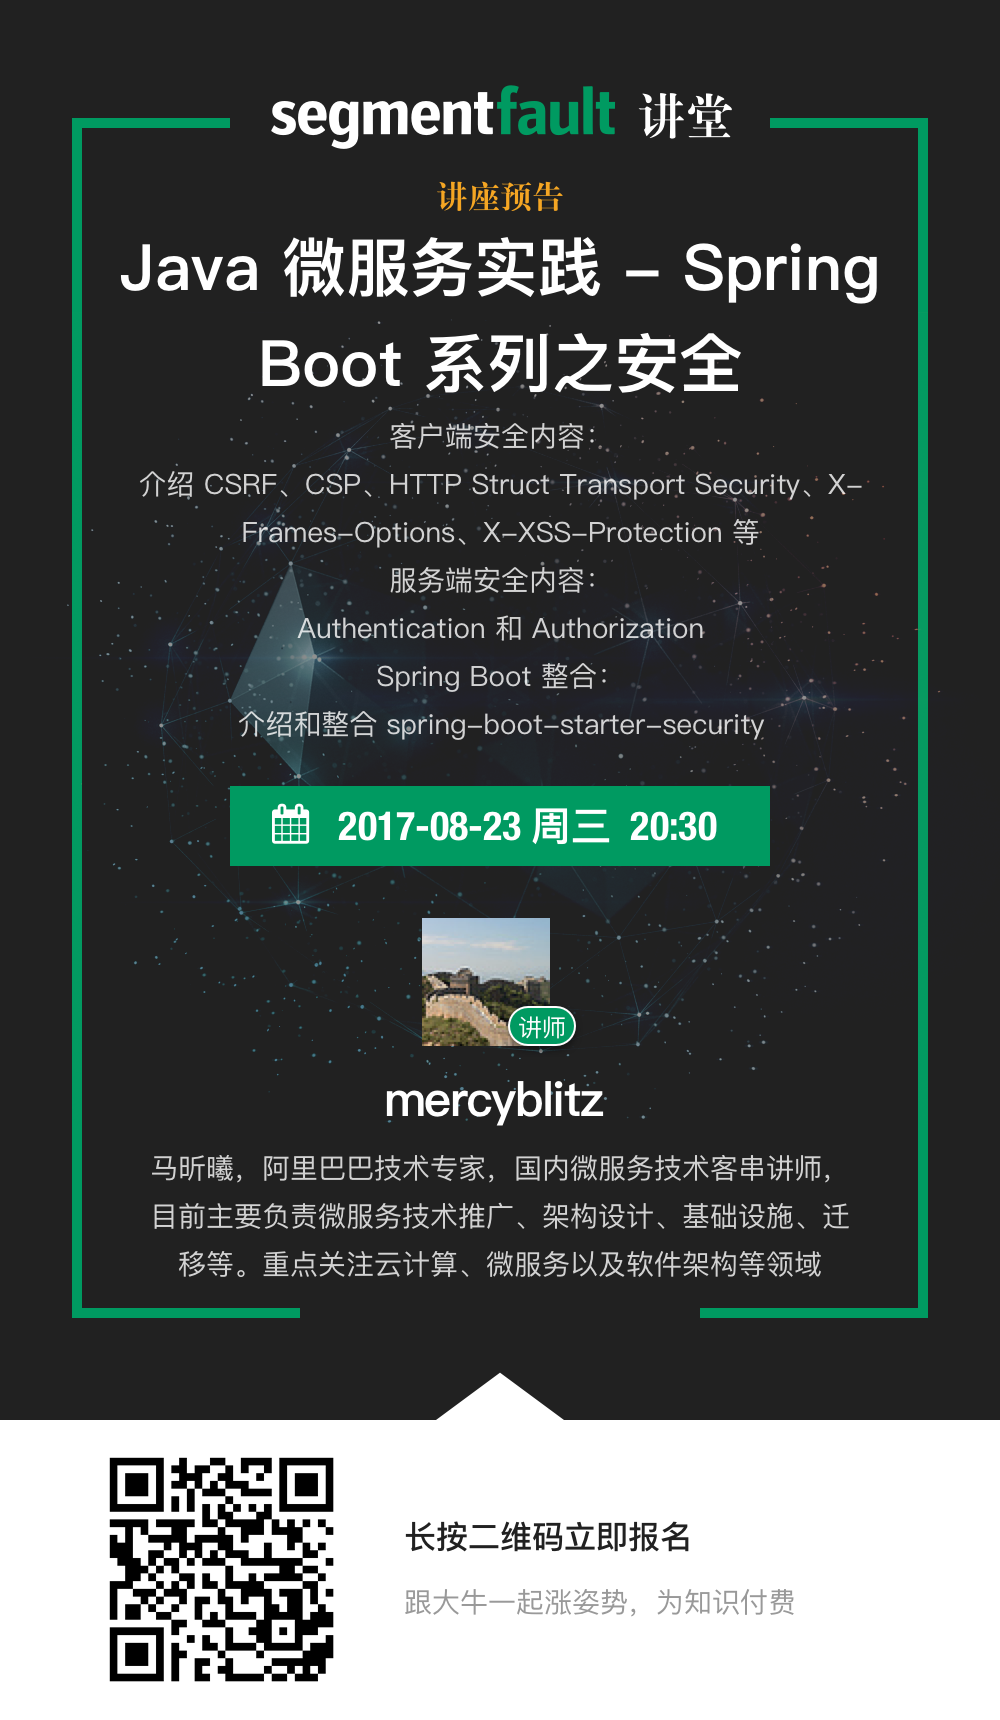 segmentfault 讲堂
讲座预告
Java 微服务实践 - Spring
Boot 系列之安全
客户端安全内容：
介绍 CSRF、CSP、HTTP Struct Transport Security、X-
Frames-Options、X-XSS-Protection 等
服务端安全内容：
Authentication 和 Authorization
Spring Boot 整合：
介绍和整合 spring-boot-starter-security
2017-08-23 周三 20:30
讲师
mercyblitz
马昕曦，阿里巴巴技术专家，国内微服务技术客串讲师，
目前主要负责微服务技术推广、架构设计、基础设施、迁
移等。重点关注云计算、微服务以及软件架构等领域
长按二维码立即报名
跟大牛一起涨姿势，为知识付费